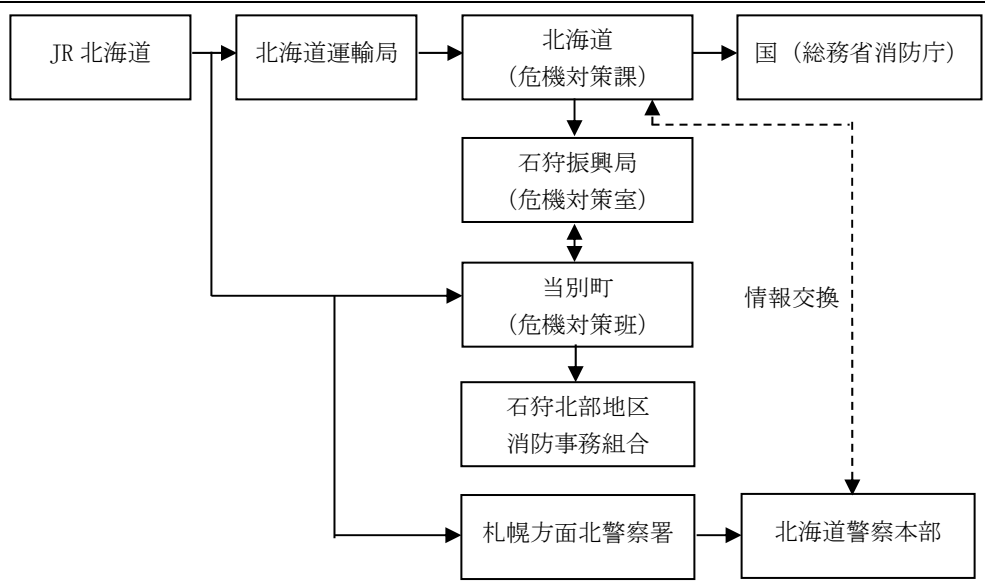 JR 北海道
北海道運輸局
北海道
(危機対策課)
国（総務省消防庁）
石狩振興局
(危機対策室)
当別町
(危機対策班)
情報交換
石狩北部地区
消防事務組合
札幌方面北警察署
北海道警察本部